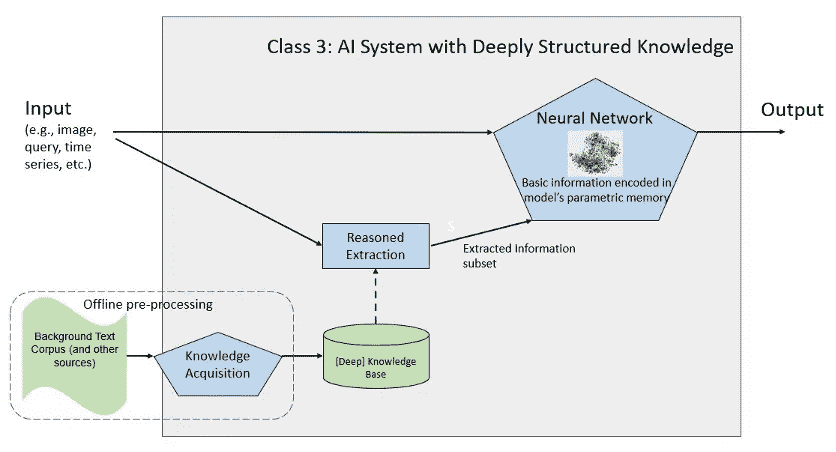 Class 3: AI System with Deeply Structured Knowledge
Input
(e.g., image,
query, time
series, etc.)
Neural Network
Basic information encoded in
model's parametric memory
Output
Reasoned
Extraction
S
Extracted Information
subset
Offline pre-processing
Background Text
Corpus (and other
sources)
Knowledge
Acquisition
[Deep] Knowledge
Base